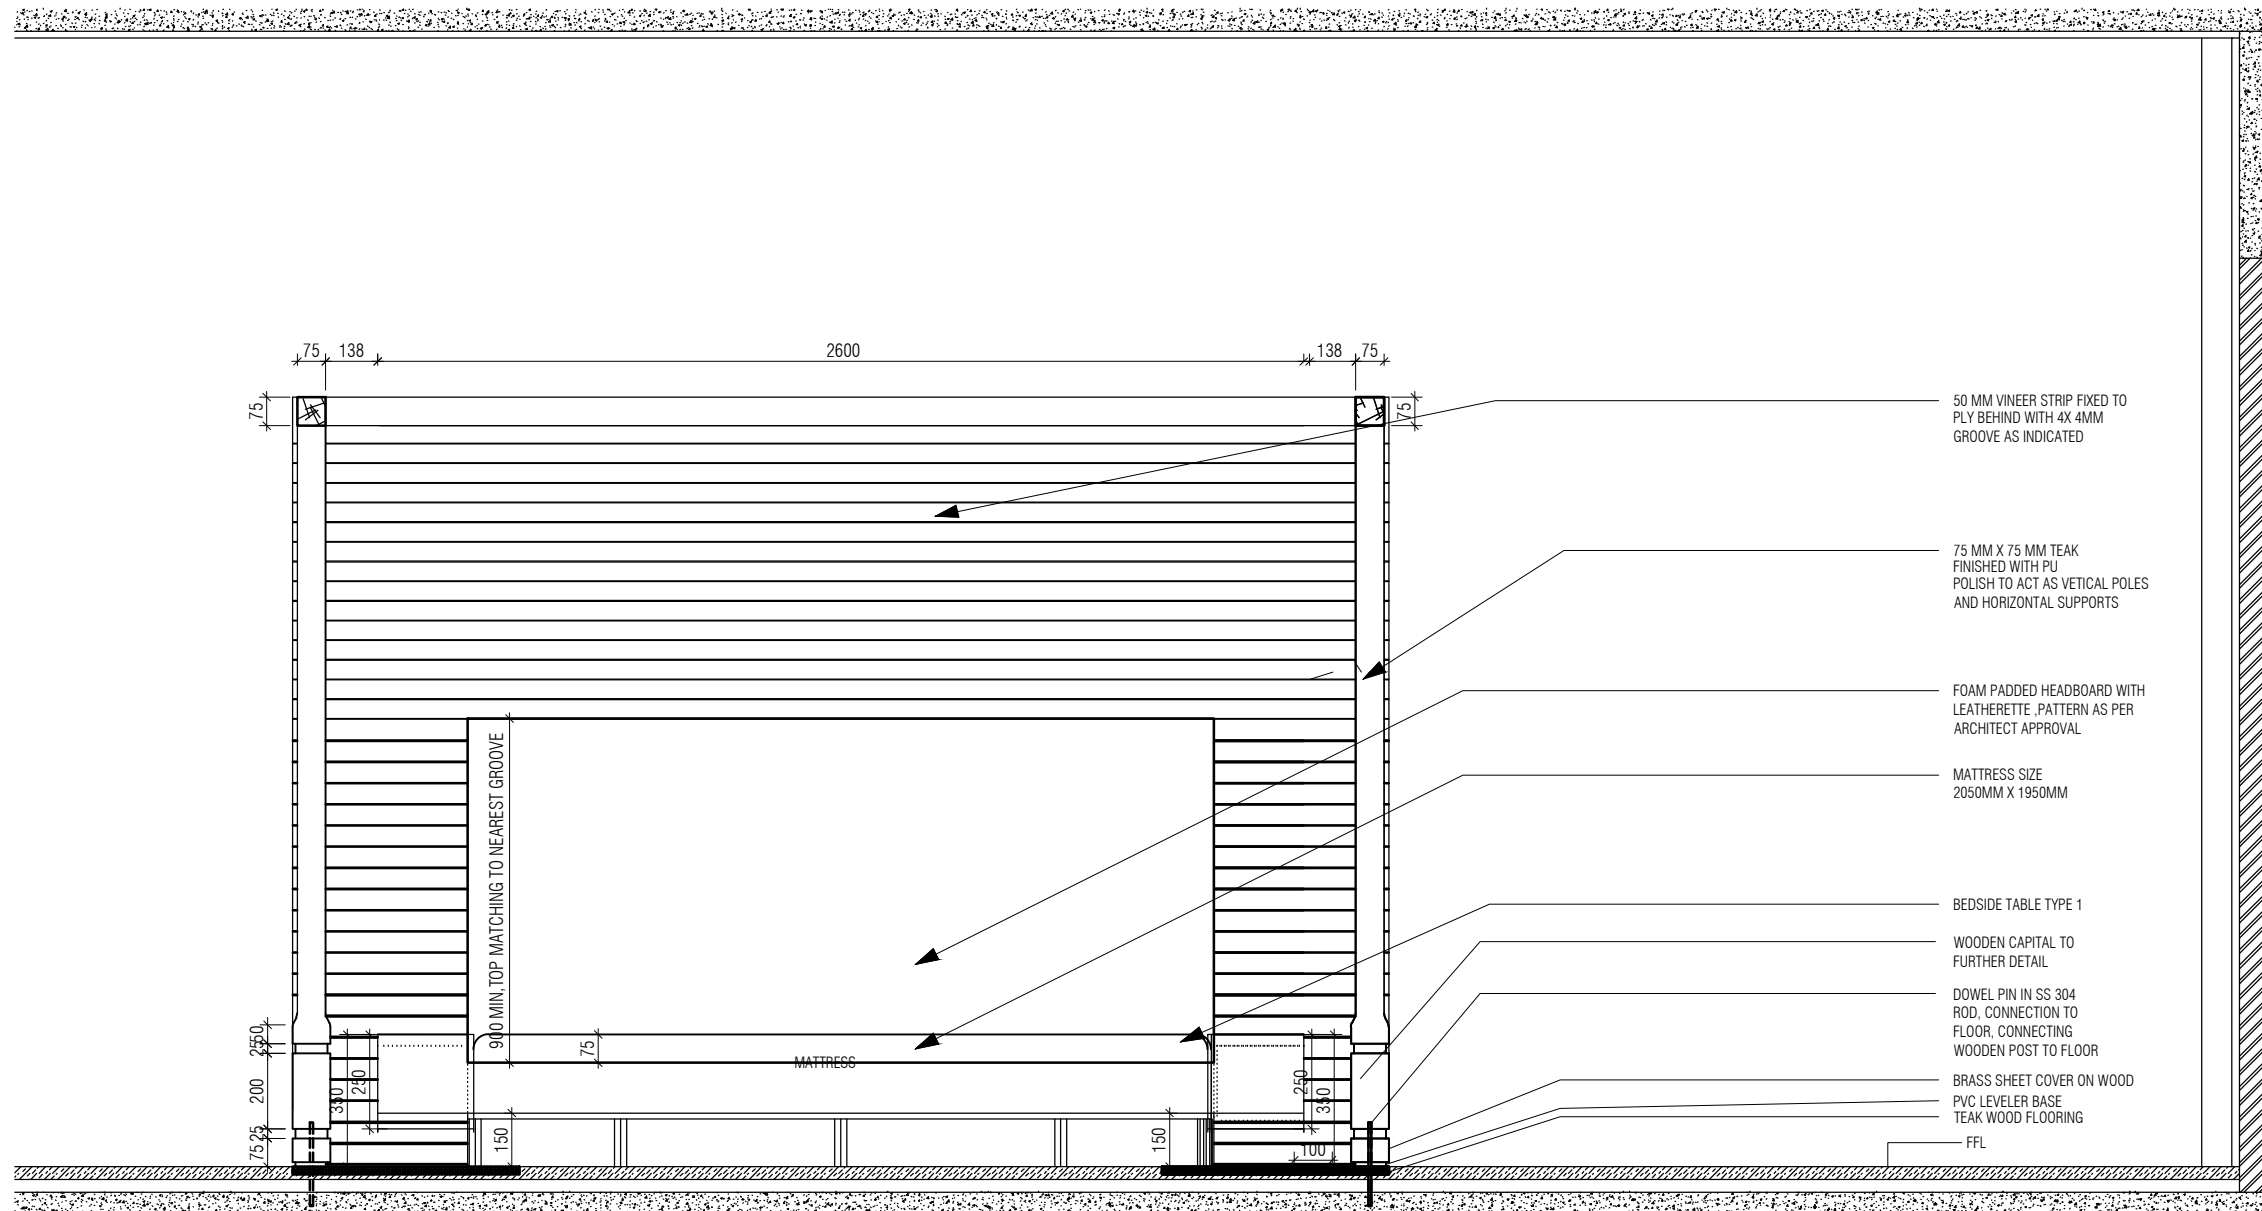 75
138
2600
138
75
75
75
50 MM VINEER STRIP FIXED TO
PLY BEHIND WITH 4X 4MM
GROOVE AS INDICATED
75 MM X 75 MM TEAK
FINISHED WITH PU
POLISH TO ACT AS VETICAL POLES
AND HORIZONTAL SUPPORTS
FOAM PADDED HEADBOARD WITH
LEATHERETTE ,PATTERN AS PER
ARCHITECT APPROVAL
MATTRESS SIZE
2050MM X 1950MM
900 MIN,TOP MATCHING TO NEAREST GROOVE
BEDSIDE TABLE TYPE 1
WOODEN CAPITAL TO
FURTHER DETAIL
DOWEL PIN IN SS 304
ROD, CONNECTION TO
FLOOR, CONNECTING
WOODEN POST TO FLOOR
BRASS SHEET COVER ON WOOD
PVC LEVELER BASE
TEAK WOOD FLOORING
FFL
50
25
200
25
75
350
250
75
MATTRESS
150
150
250
350
100